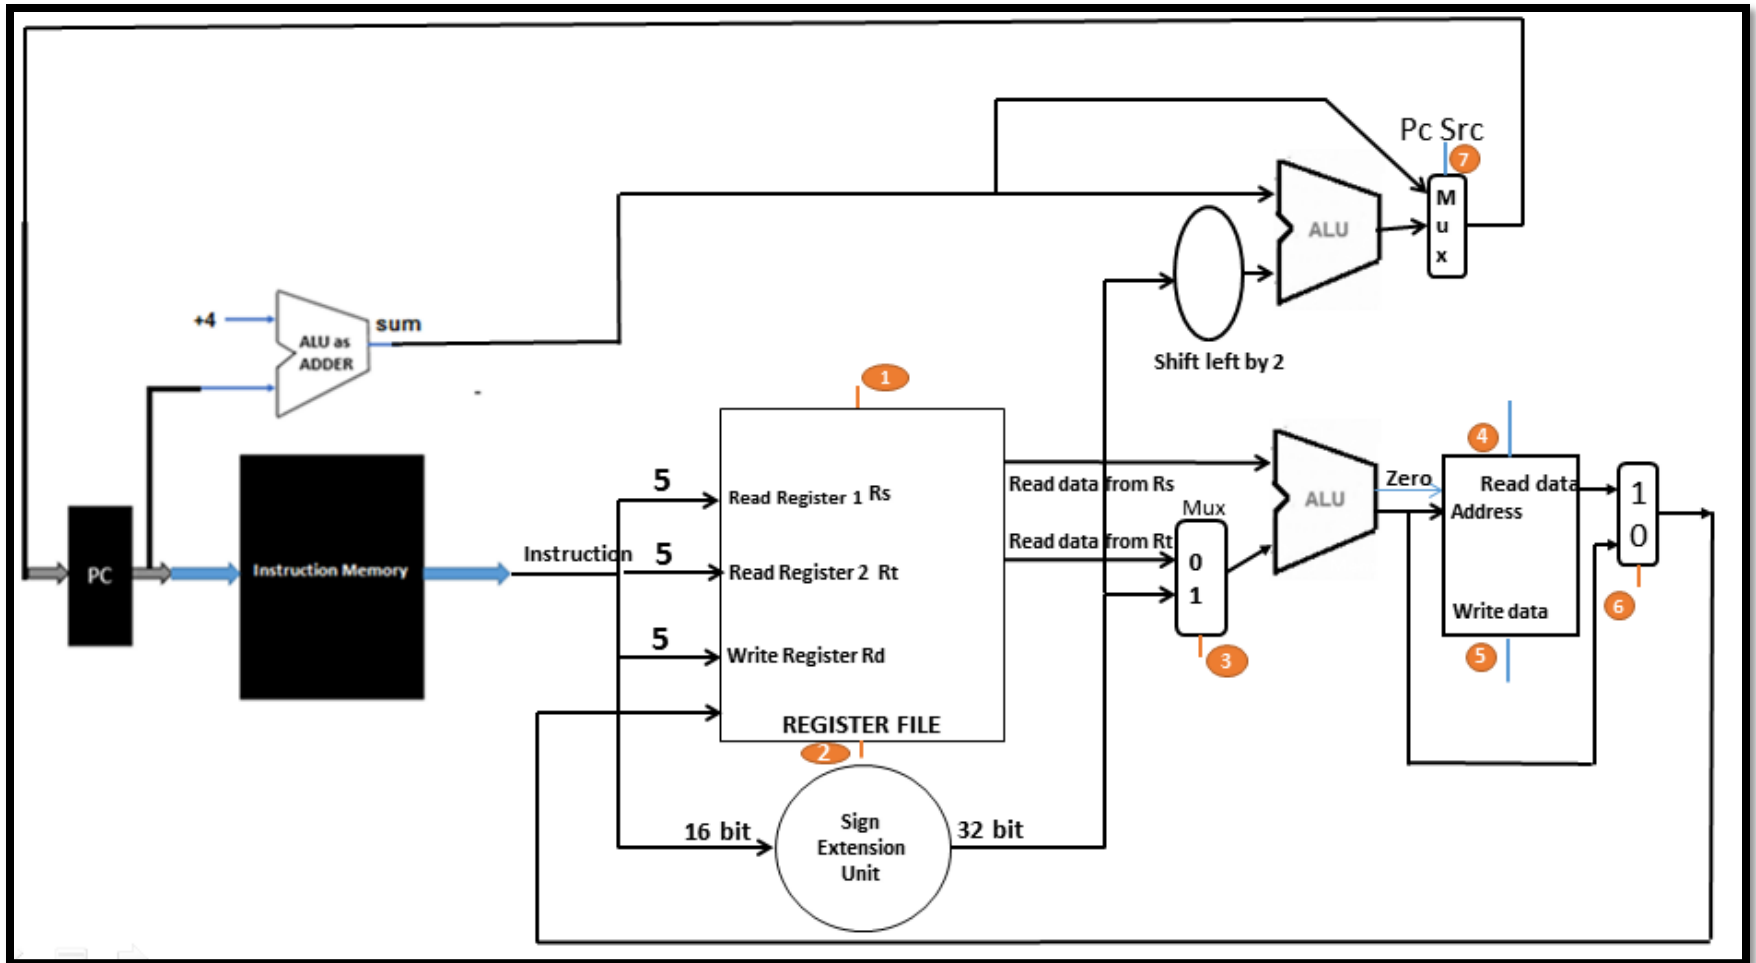 Pc Src
7
M
u
x
ALU
+4
sum
ALU as
ADDER
Shift left by 2
1
4
5
Read Register 1 Rs
Read data from Rs
Zero
Read data
1
Address
0
ALU
Mux
Instruction
5
Read Register 2 Rt
Read data from Rt
0
1
PC
Instruction Memory
5
Write Register Rd
Write data
6
3
5
REGISTER FILE
2
16 bit
Sign
Extension
Unit
32 bit